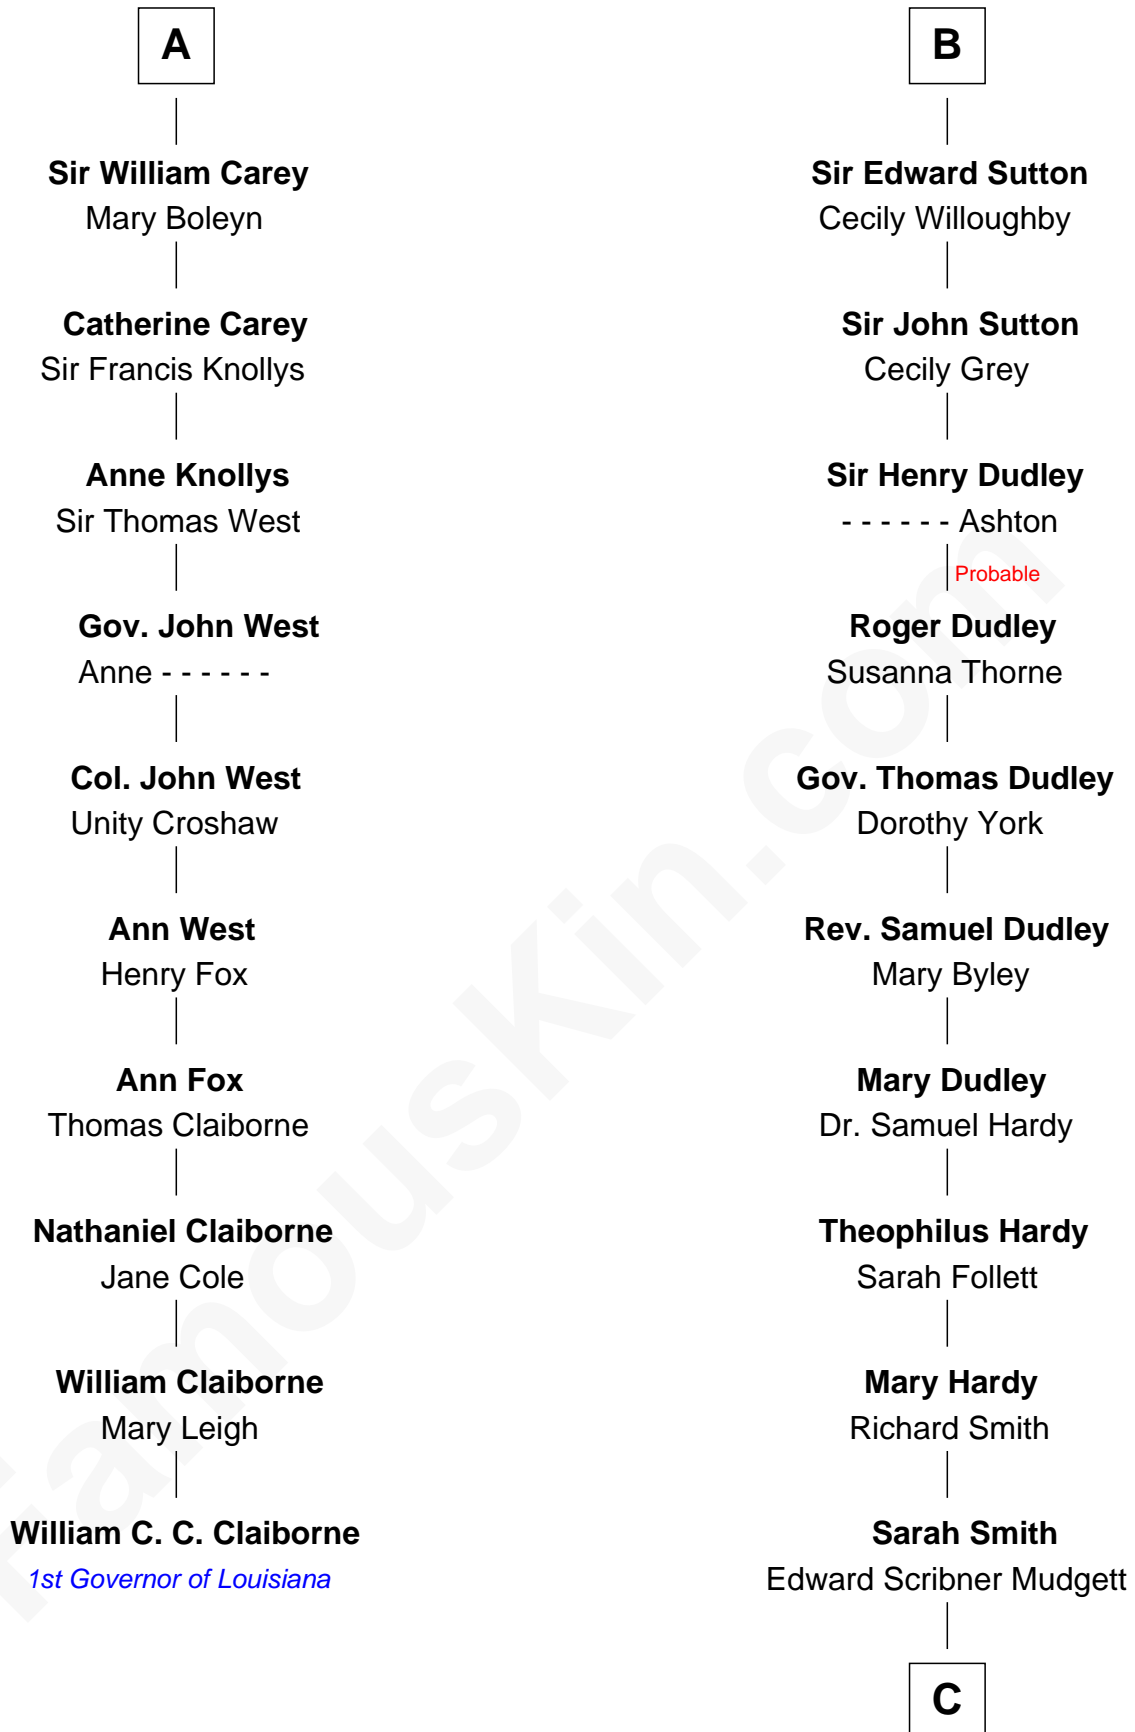 A
Sir William Carey
Mary Boleyn
Catherine Carey
Sir Francis Knollys
Anne Knollys
Sir Thomas West
Gov. John West
Anne - - - - - -
Col. John West
Unity Croshaw
Ann West
Henry Fox
Ann Fox
Thomas Claiborne
Nathaniel Claiborne
Jane Cole
William Claiborne
Mary Leigh
William C. C. Claiborne
1st Governor of Louisiana
B
Sir Edward Sutton
Cecily Willoughby
Sir John Sutton
Cecily Grey
Sir Henry Dudley
- - - - - - Ashton
Probable
Roger Dudley
Susanna Thorne
Gov. Thomas Dudley
Dorothy York
Rev. Samuel Dudley
Mary Byley
Mary Dudley
Dr. Samuel Hardy
Theophilus Hardy
Sarah Follett
Mary Hardy
Richard Smith
Sarah Smith
Edward Scribner Mudgett
C
FamousKin.com